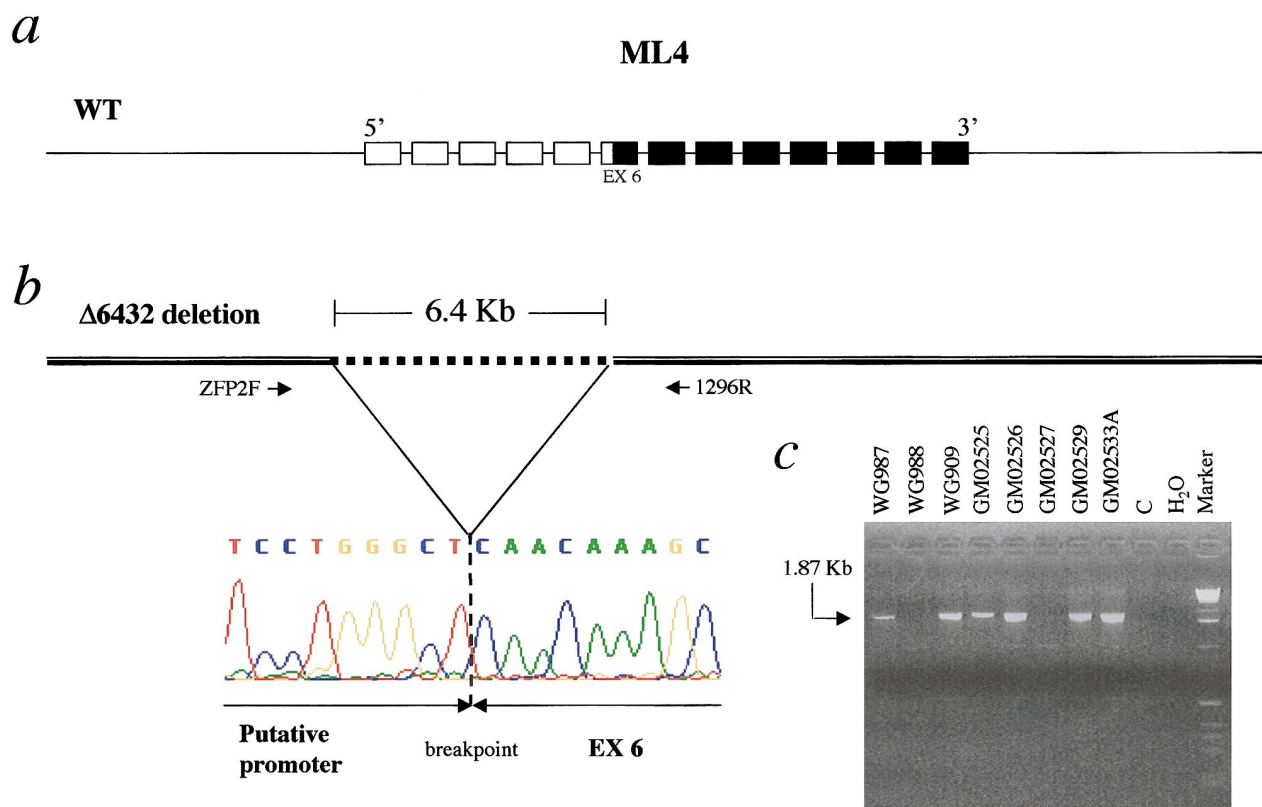 a
ML4
WT
5’
3’
EX 6
b
Δ6432 deletion
6.4 Kb
ZFP2F
1296R
TCCTGGGCTCAACAAAGC
Putative
promoter
breakpoint
EX 6
c
WG987
WG988
WG909
GM02525
GM02526
GM02527
GM02529
GM02533A
C
H₂O
Marker
1.87 Kb